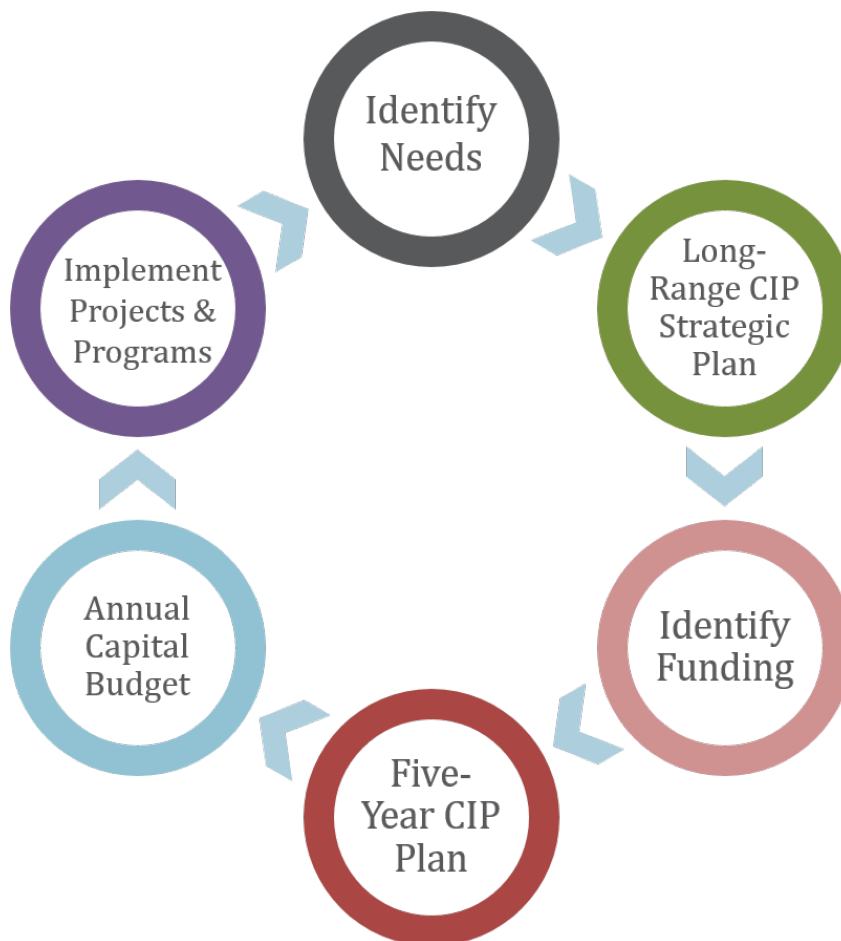 Identify
Needs
Long-
Range CIP
Strategic
Plan
Identify
Funding
Five-
Year CIP
Plan
Annual
Capital
Budget
Implement
Projects &
Programs